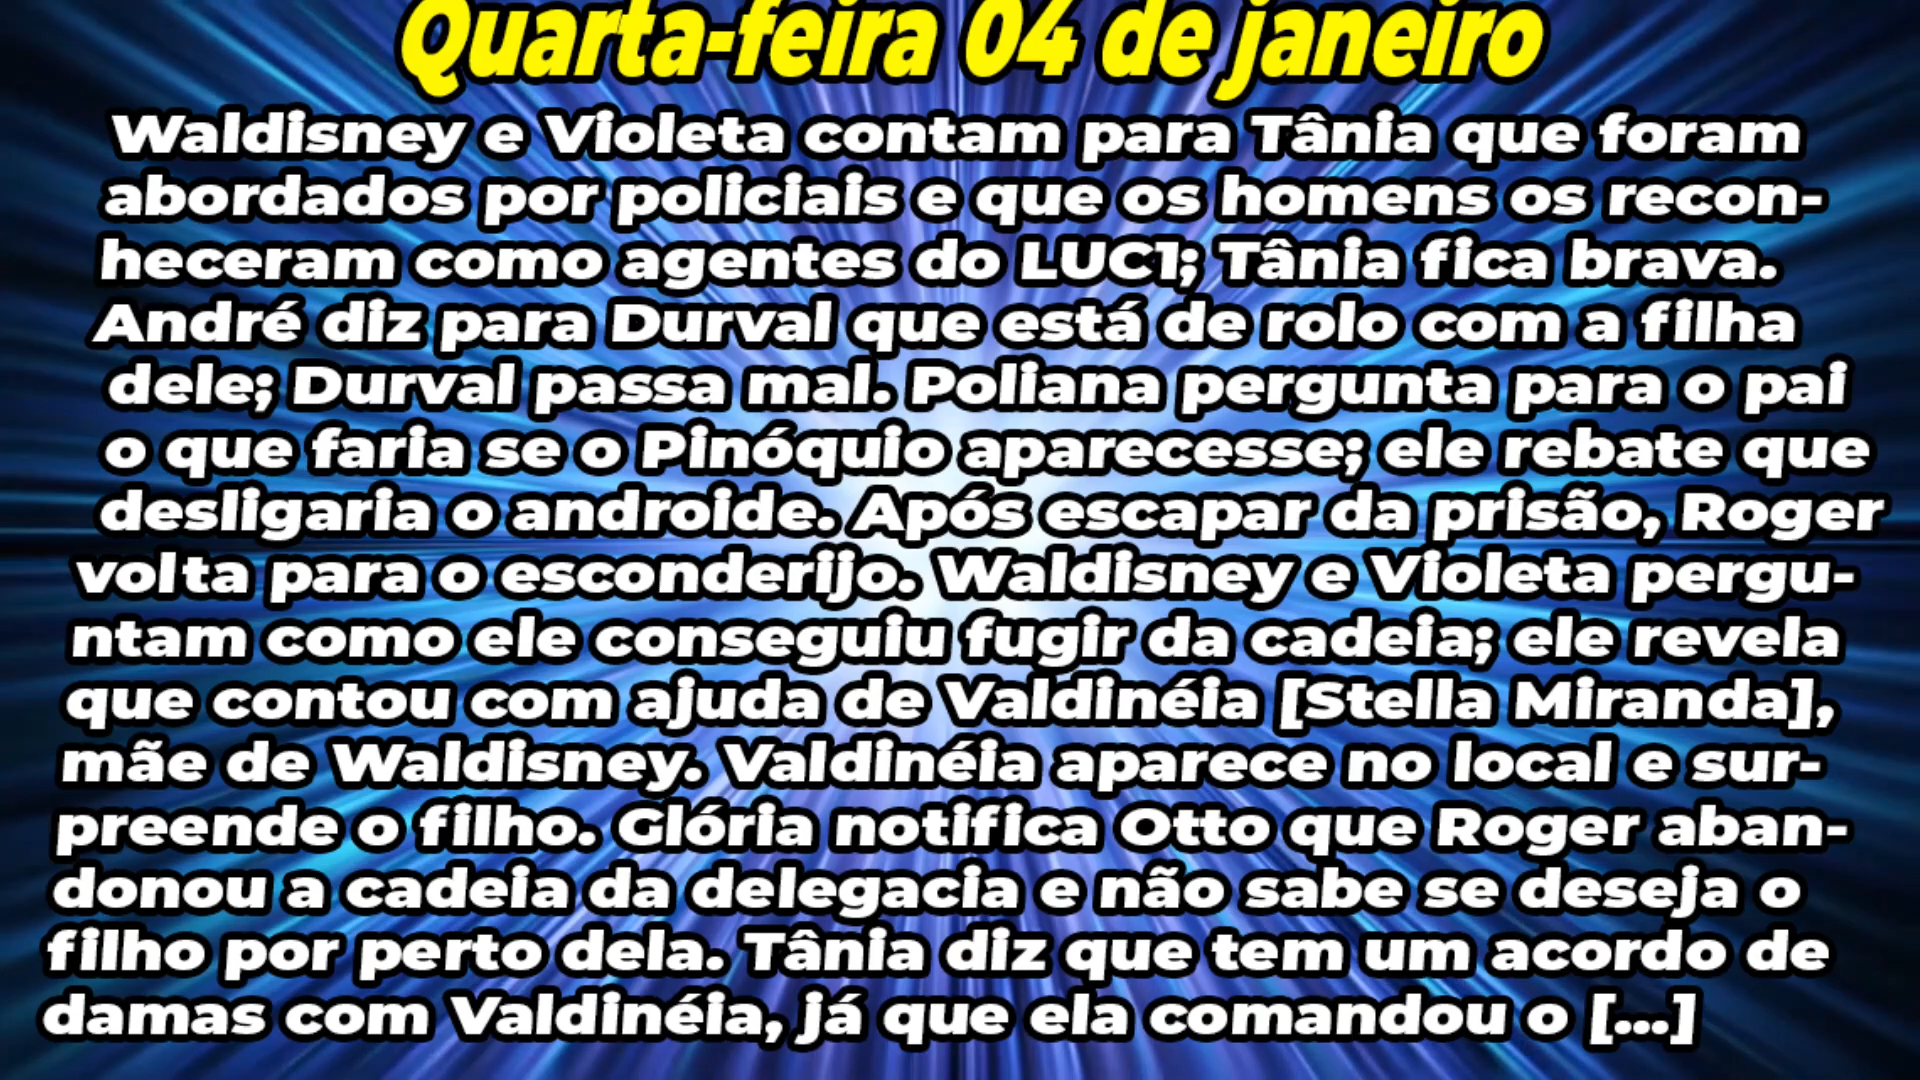 Quarta-feira 04 de janeiro
Waldisney e Violeta contam para Tânia que foram
abordados por policiais e que os homens os recon-
heceram como agentes do LUC1; Tânia fica brava.
André diz para Durval que está de rolo com a filha
dele; Durval passa mal. Poliana pergunta para o pai
o que faria se o Pinóquio aparecesse; ele rebate que
desligaria o androide. Após escapar da prisão, Roger
volta para o esconderijo. Waldisney e Violeta pergu-
ntam como ele conseguiu fugir da cadeia; ele revela
que contou com ajuda de Valdinéia [Stella Miranda],
mãe de Waldisney. Valdinéia aparece no local e sur-
preende o filho. Glória notifica Otto que Roger aban-
donou a cadeia da delegacia e não sabe se deseja o
filho por perto dela. Tânia diz que tem um acordo de
damas com Valdinéia, já que ela comandou o [...]